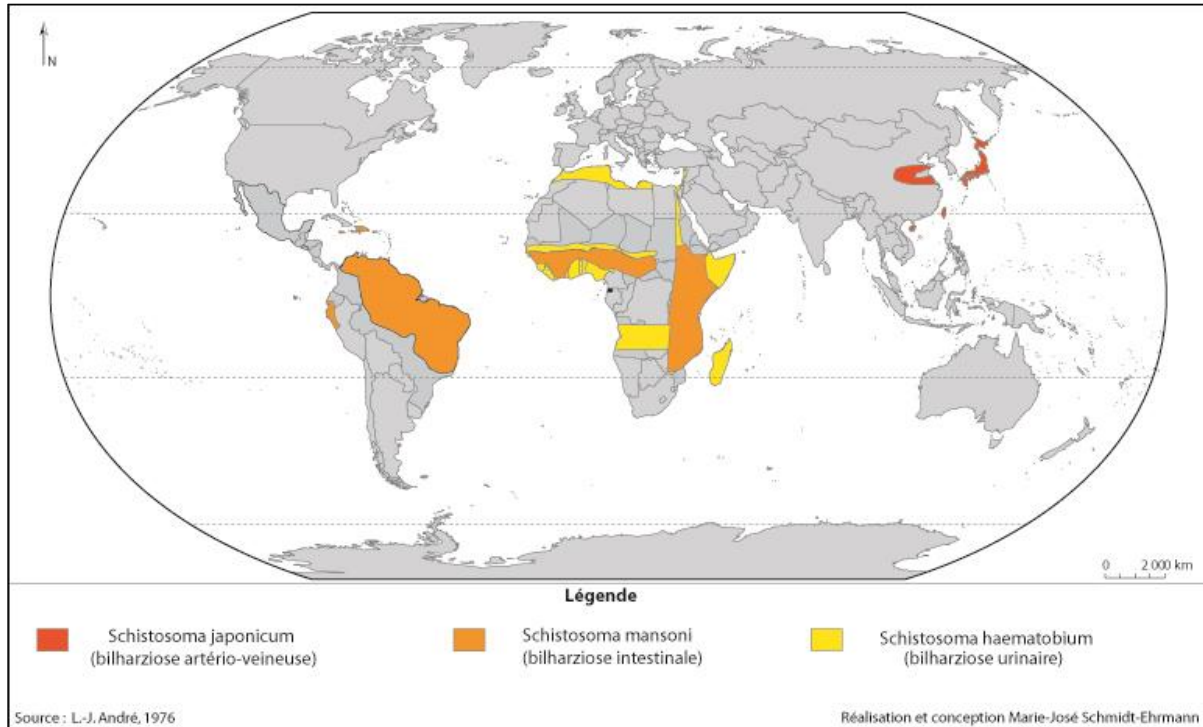 N
0 2 000 km
Légende
Schistosoma japonicum
(bilharziose artério-veineuse)
Schistosoma mansoni
(bilharziose intestinale)
Schistosoma haematobium
(bilharziose urinaire)
Source : L.-J. André, 1976
Réalisation et conception Marie-José Schmidt-Ehrmann